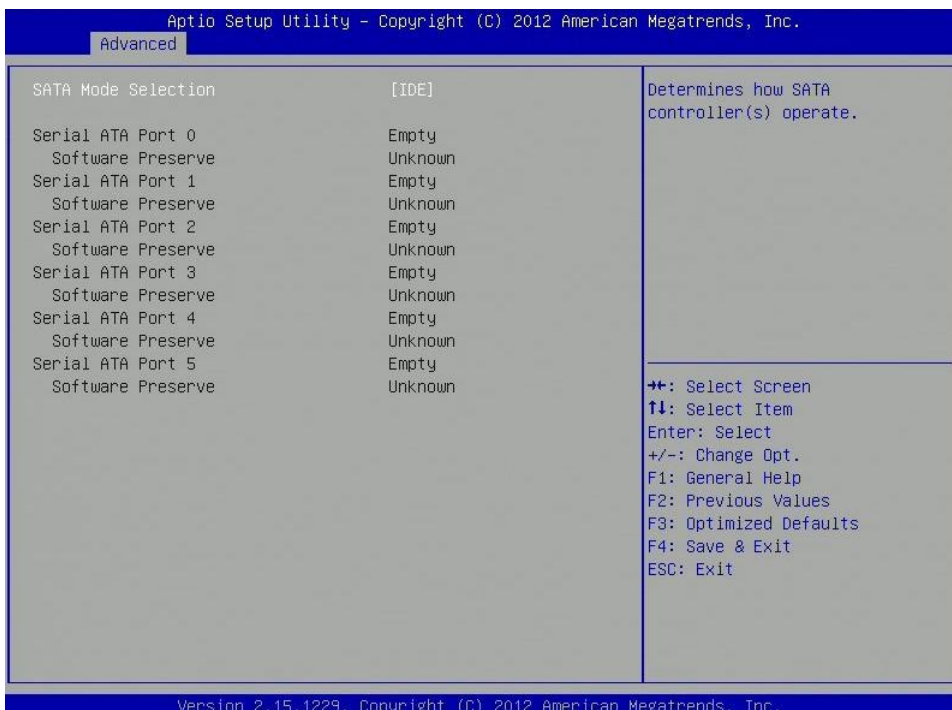 Aptio Setup Utility – Copyright (C) 2012 American Megatrends, Inc.
Advanced
SATA Mode Selection [IDE]
Serial ATA Port 0 Empty
Software Preserve Unknown
Serial ATA Port 1 Empty
Software Preserve Unknown
Serial ATA Port 2 Empty
Software Preserve Unknown
Serial ATA Port 3 Empty
Software Preserve Unknown
Serial ATA Port 4 Empty
Software Preserve Unknown
Serial ATA Port 5 Empty
Software Preserve Unknown
Determines how SATA
controller(s) operate.
→←: Select Screen
↑↓: Select Item
Enter: Select
+/-: Change Opt.
F1: General Help
F2: Previous Values
F3: Optimized Defaults
F4: Save & Exit
ESC: Exit
Version 2.15.1229. Copyright (C) 2012 American Megatrends, Inc.